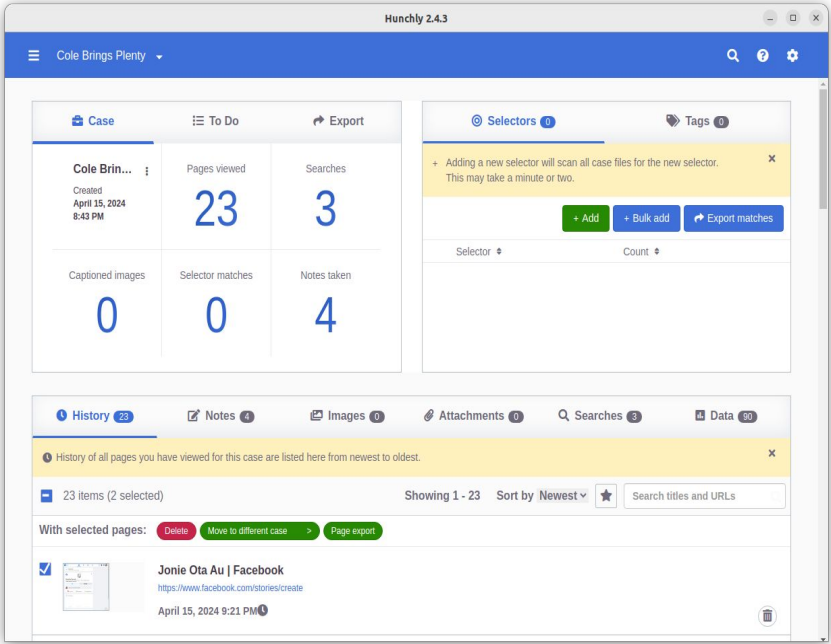 Hunchly 2.4.3
Cole Brings Plenty
Case
To Do
Export
Cole Brin...
Created
April 15, 2024
8:43 PM
Pages viewed
23
Searches
3
Captioned images
0
Selector matches
0
Notes taken
4
Selectors 0
Tags 0
+ Adding a new selector will scan all case files for the new selector.
This may take a minute or two.
+ Add
+ Bulk add
Export matches
Selector
Count
History 23
Notes 4
Images 0
Attachments 0
Searches 3
Data 90
History of all pages you have viewed for this case are listed here from newest to oldest.
23 items (2 selected)
Showing 1 - 23
Sort by Newest
Search titles and URLs
With selected pages:
Delete
Move to different case >
Page export
Jonie Ota Au | Facebook
https://www.facebook.com/stories/create
April 15, 2024 9:21 PM